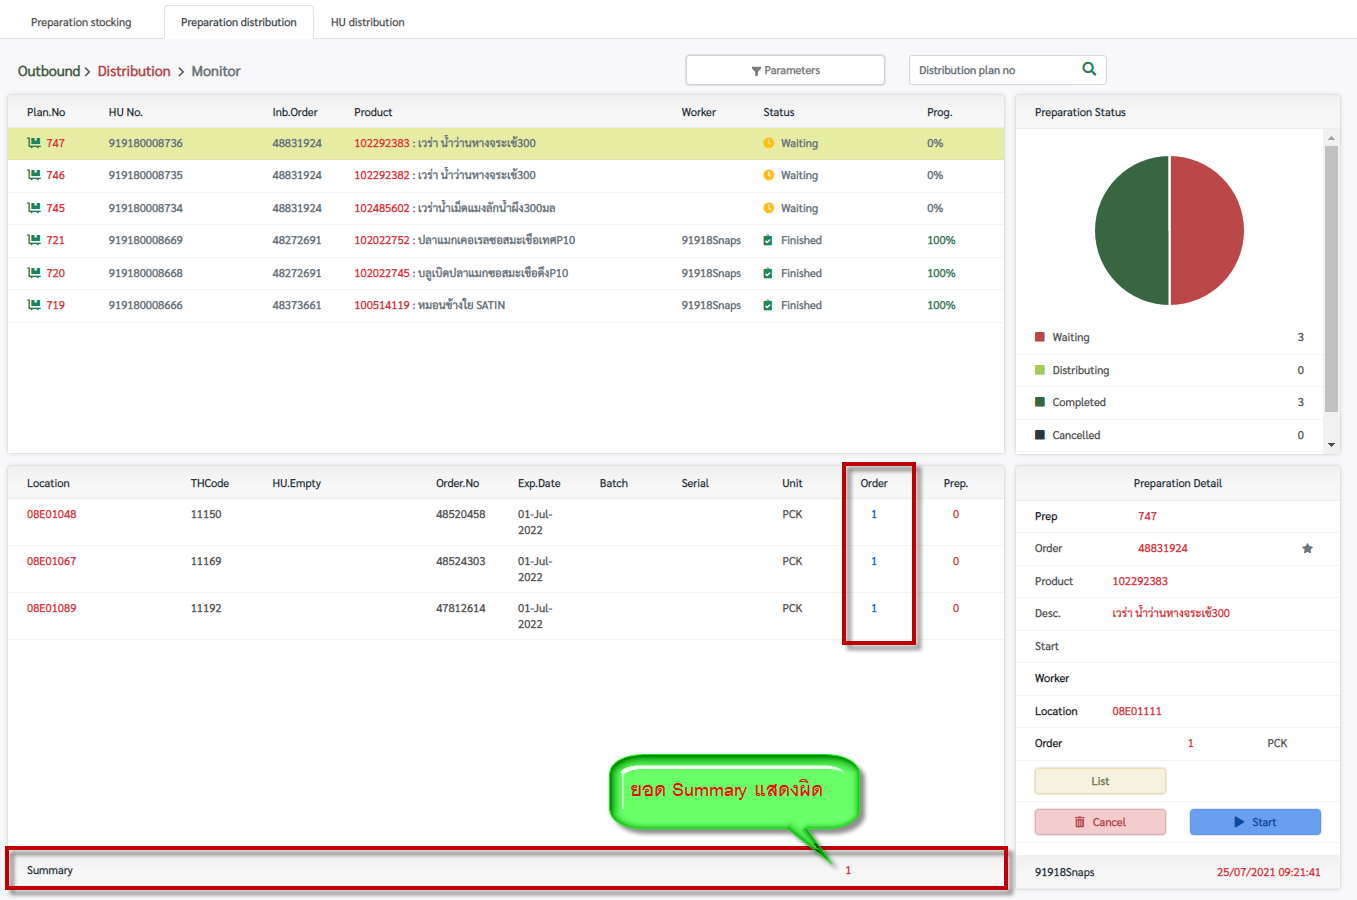 Preparation stocking Preparation distribution HU distribution
Outbound > Distribution > Monitor Parameters Distribution plan no
Plan.No HU No. Inb.Order Product Worker Status Prog.
747 919180008736 48831924 102292383 : เวร่า น้ำว่านหางจระเข้300 Waiting 0%
746 919180008735 48831924 102292382 : เวร่า น้ำว่านหางจระเข้300 Waiting 0%
745 919180008734 48831924 102485602 : เวร่าน้ำเม็ดแมงลักน้ำผึ้ง300มล Waiting 0%
721 919180008669 48272691 102022752 : ปลาแมกเคอเรลซอสมะเขือเทศP10 91918Snaps Finished 100%
720 919180008668 48272691 102022745 : บลูเบิดปลาแมกซอสมะเขือดึงP10 91918Snaps Finished 100%
719 919180008666 48373661 100514119 : หมอนข้างใย SATIN 91918Snaps Finished 100%
Preparation Status
Waiting 3
Distributing 0
Completed 3
Cancelled 0
Location THCode HU.Empty Order.No Exp.Date Batch Serial Unit Order Prep.
08E01048 11150 48520458 01-Jul-
2022 PCK 1 0
08E01067 11169 48524303 01-Jul-
2022 PCK 1 0
08E01089 11192 47812614 01-Jul-
2022 PCK 1 0
ยอด Summary แสดงผิด
Summary 1
Preparation Detail
Prep 747
Order 48831924
Product 102292383
Desc. เวร่า น้ำว่านหางจระเข้300
Start
Worker
Location 08E01111
Order 1 PCK
List
Cancel Start
91918Snaps 25/07/2021 09:21:41